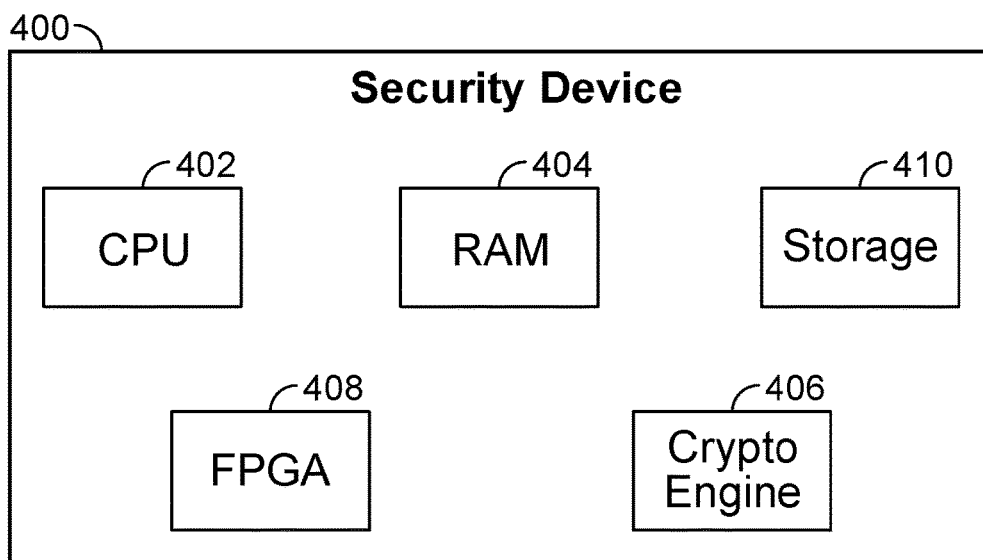 400
Security Device
402
404
410
CPU
RAM
Storage
408
406
FPGA
Crypto
Engine